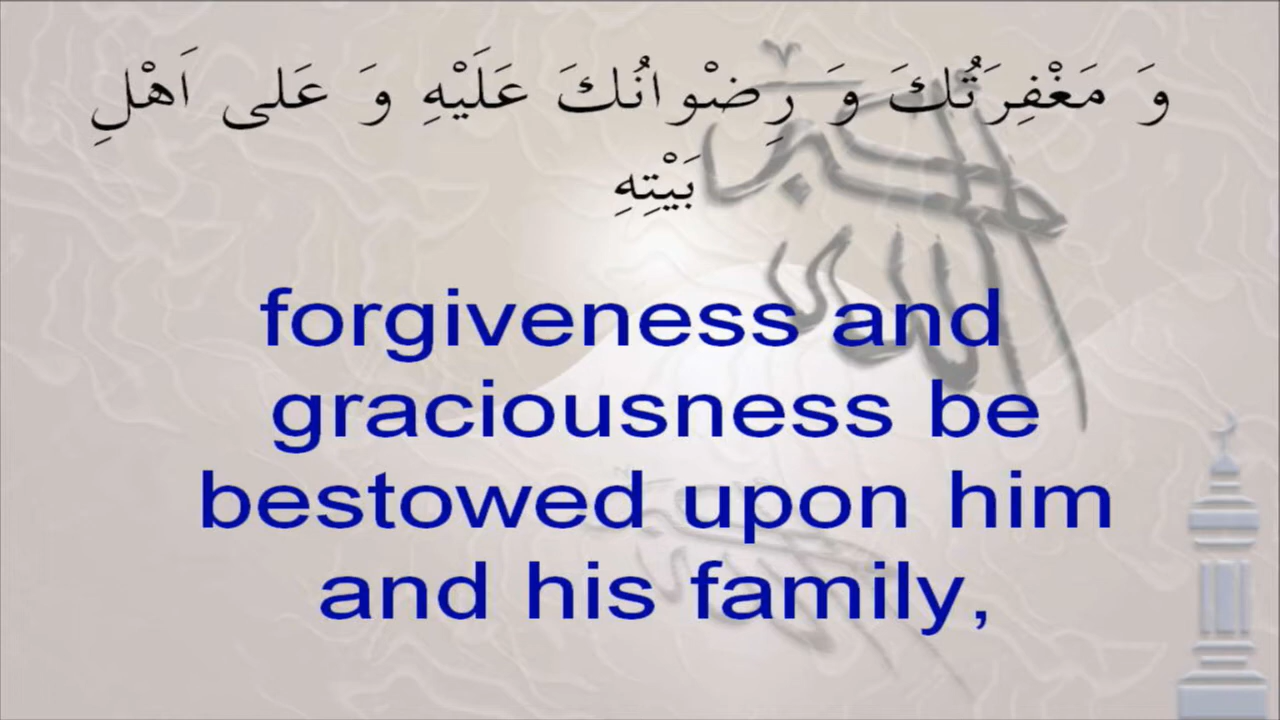 وَ مَغْفِرَتُكَ وَ رِضْوانُكَ عَلَيْهِ وَ عَلى اَهْلِ
بَيْتِهِ
forgiveness and
graciousness be
bestowed upon him
and his family,